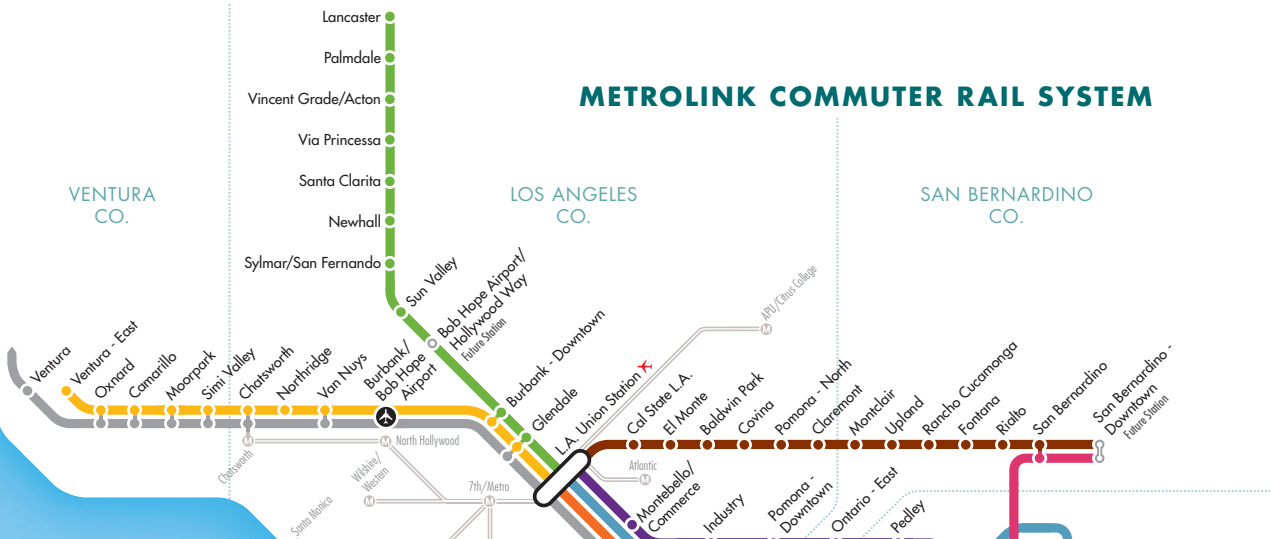 Lancaster
Palmdale
Vincent Grade/Acton
Via Princessa
Santa Clarita
Newhall
Sylmar/San Fernando
METROLINK COMMUTER RAIL SYSTEM
VENTURA
CO.
LOS ANGELES
CO.
SAN BERNARDINO
CO.
Sun Valley
Bob Hope Airport/
Hollywood Way
Future Station
Burbank - Downtown
Glendale
L.A. Union Station
APU/Citrus College
M
Ventura
Ventura - East
Oxnard
Camarillo
Moorpark
Simi Valley
Chatsworth
Northridge
Van Nuys
Burbank/
Bob Hope
Airport
Cal State L.A.
El Monte
Baldwin Park
Covina
Pomona - North
Claremont
Montclair
Upland
Rancho Cucamonga
Fontana
Rialto
San Bernardino
San Bernardino -
Downtown
Future Station
M
Chatsworth
M
North Hollywood
Wilshire/
Western
M
7th/Metro
M
Santa Monica
Atlantic
M
Montebello/
Commerce
Industry
Pomona -
Downtown
Ontario - East
Pedley